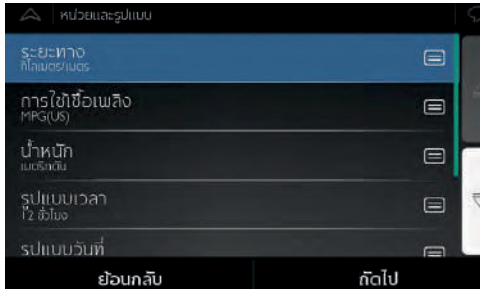 หน่วยและรูปแบบ
ระยะทาง
กิโลเมตร/เมตร
การใช้เชื้อเพลิง
MPG(US)
น้ำหนัก
เมตริกตัน
รูปแบบเวลา
12 ชั่วโมง
รูปแบบวันที่
ย้อนกลับ
ถัดไป